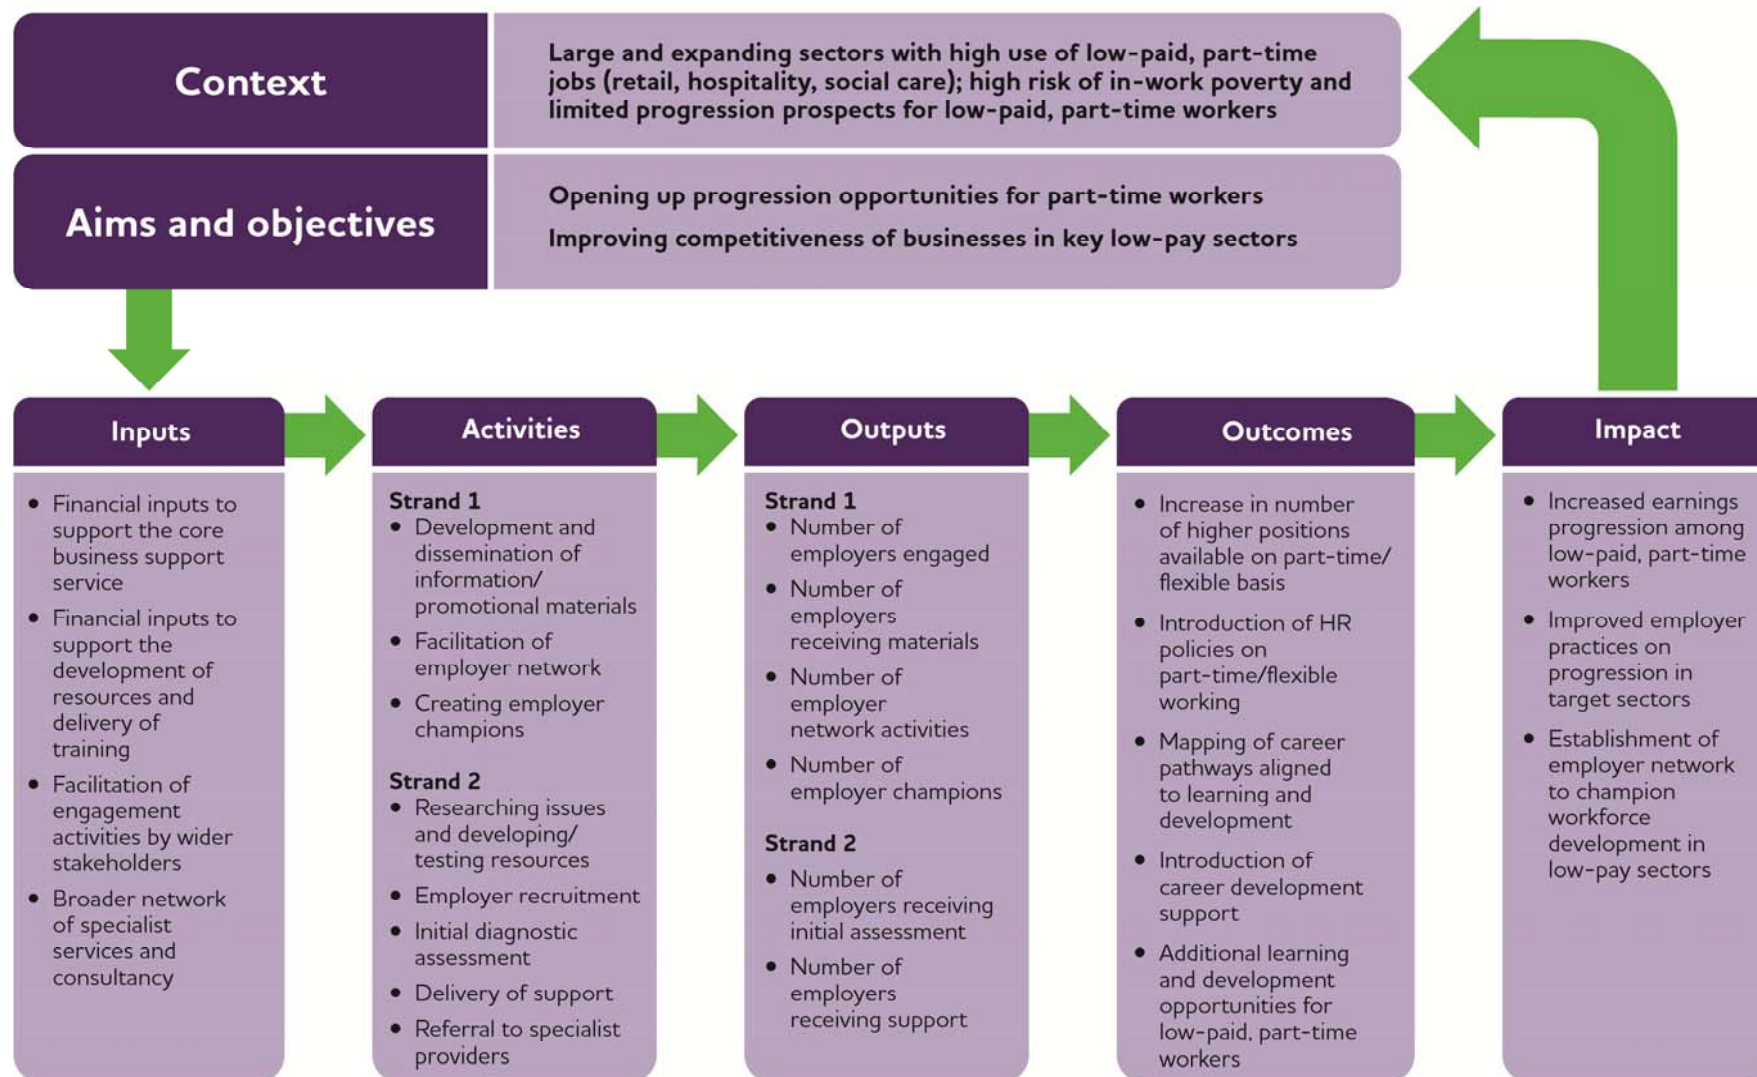 Context
Large and expanding sectors with high use of low-paid, part-time
jobs (retail, hospitality, social care); high risk of in-work poverty and
limited progression prospects for low-paid, part-time workers
Aims and objectives
Opening up progression opportunities for part-time workers
Improving competitiveness of businesses in key low-pay sectors
Inputs
• Financial inputs to
support the core
business support
service
• Financial inputs to
support the
development of
resources and
delivery of
training
• Facilitation of
engagement
activities by wider
stakeholders
• Broader network
of specialist
services and
consultancy
Activities
Strand 1
• Development and
dissemination of
information/
promotional materials
• Facilitation of
employer network
• Creating employer
champions
Strand 2
• Researching issues
and developing/
testing resources
• Employer recruitment
• Initial diagnostic
assessment
• Delivery of support
• Referral to specialist
providers
Outputs
Strand 1
• Number of
employers engaged
• Number of
employers
receiving materials
• Number of
employer
network activities
• Number of
employer champions
Strand 2
• Number of
employers receiving
initial assessment
• Number of
employers
receiving support
Outcomes
• Increase in number
of higher positions
available on part-time/
flexible basis
• Introduction of HR
policies on
part-time/flexible
working
• Mapping of career
pathways aligned
to learning and
development
• Introduction of
career development
support
• Additional learning
and development
opportunities for
low-paid, part-time
workers
Impact
• Increased earnings
progression among
low-paid, part-time
workers
• Improved employer
practices on
progression in
target sectors
• Establishment of
employer network
to champion
workforce
development in
low-pay sectors